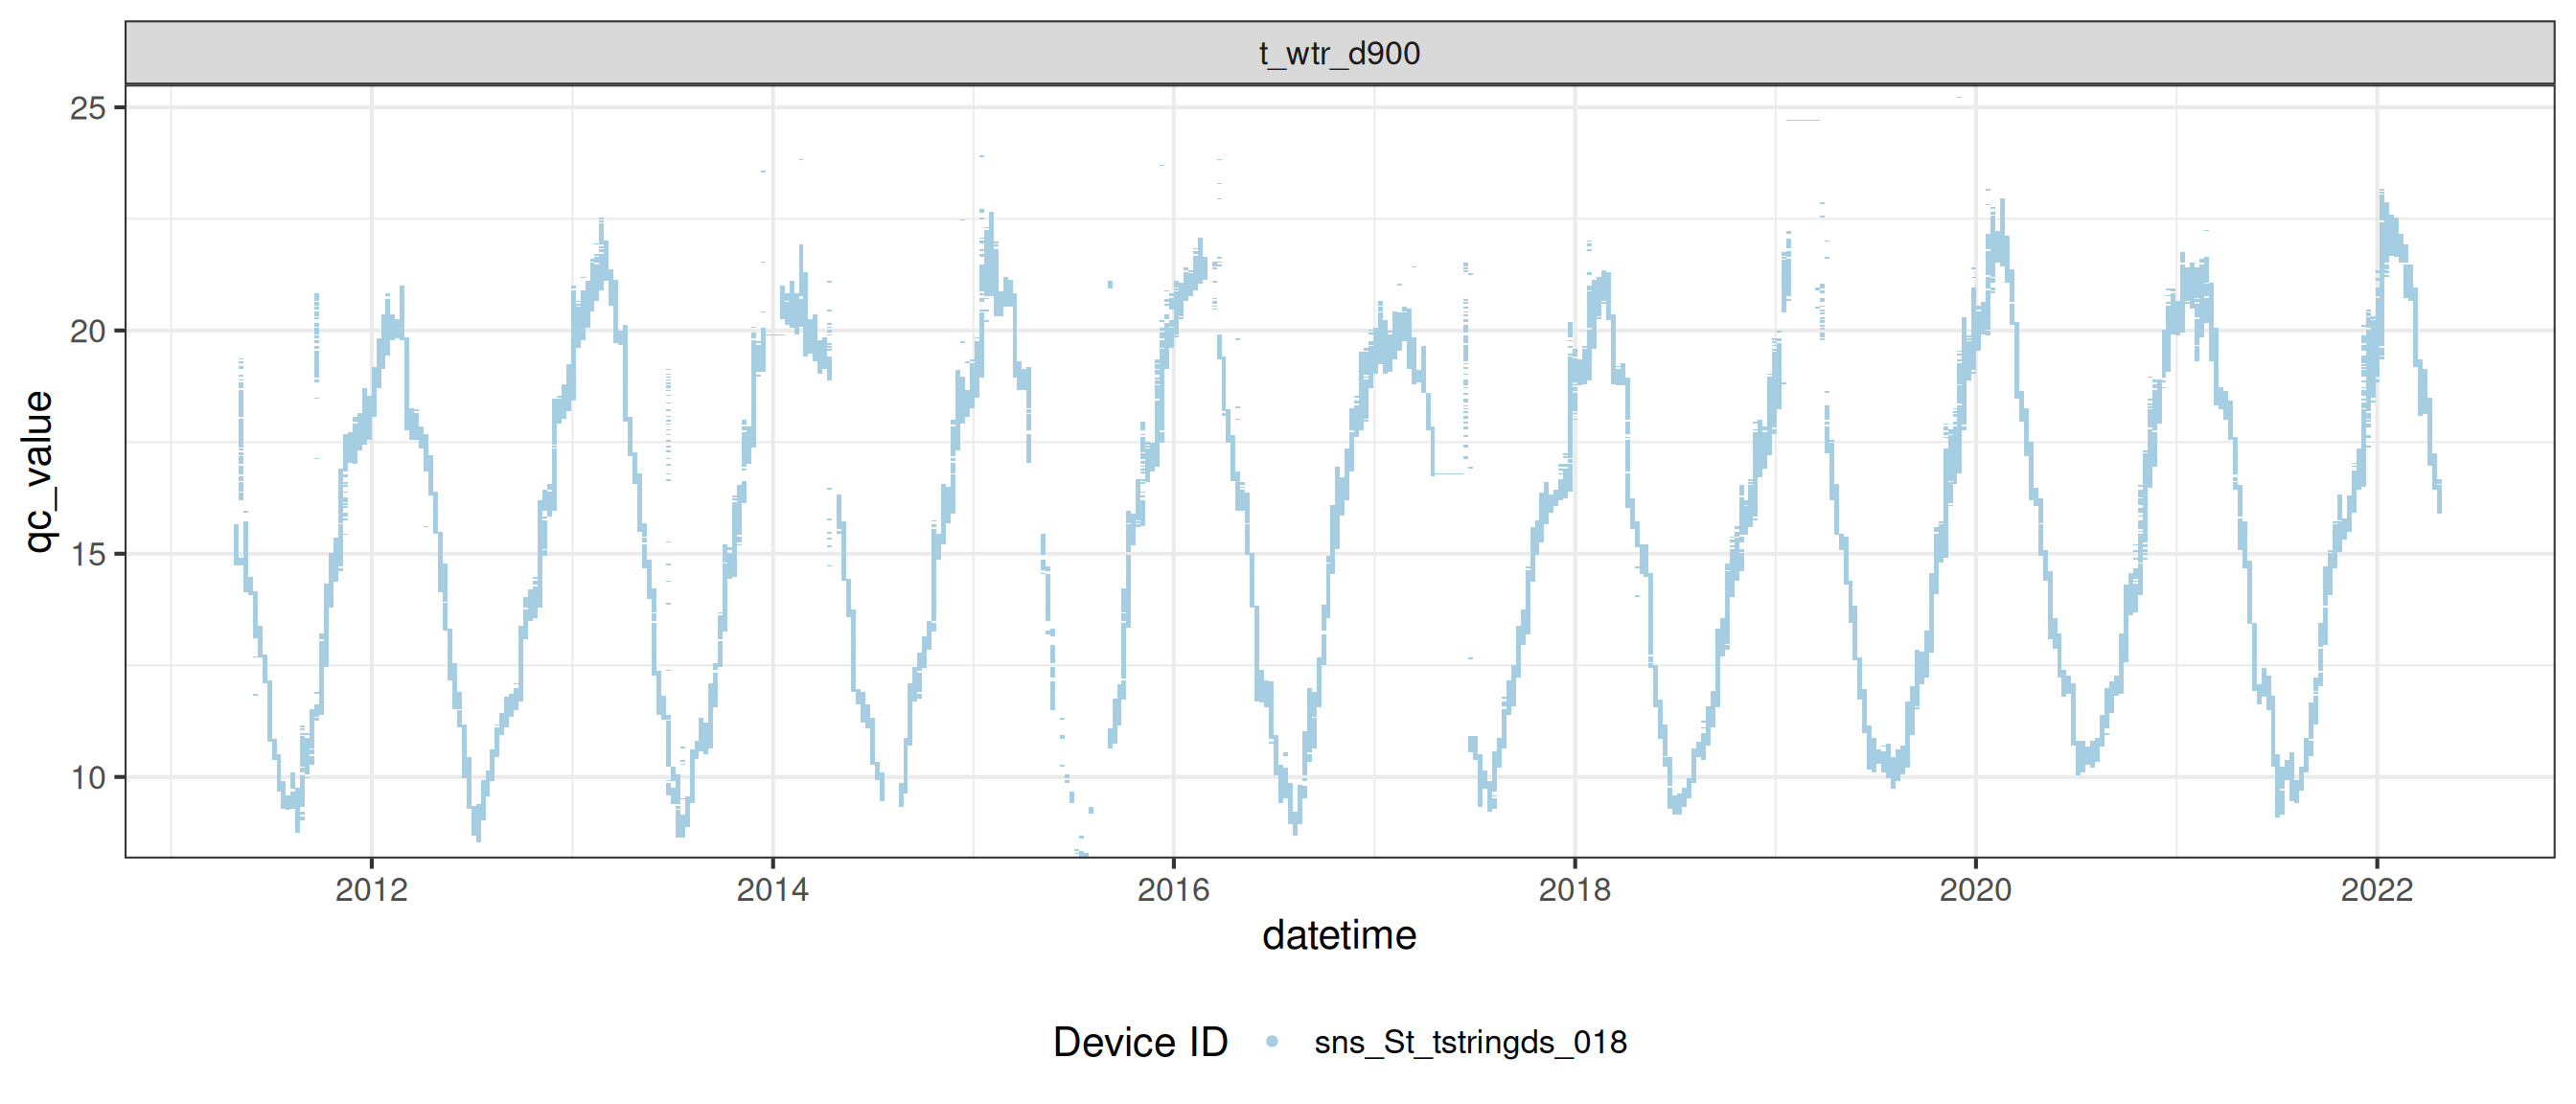 t_wtr_d900
25
20
15
10
qc_value
2012 2014 2016 2018 2020 2022
datetime
Device ID sns_St_tstringds_018